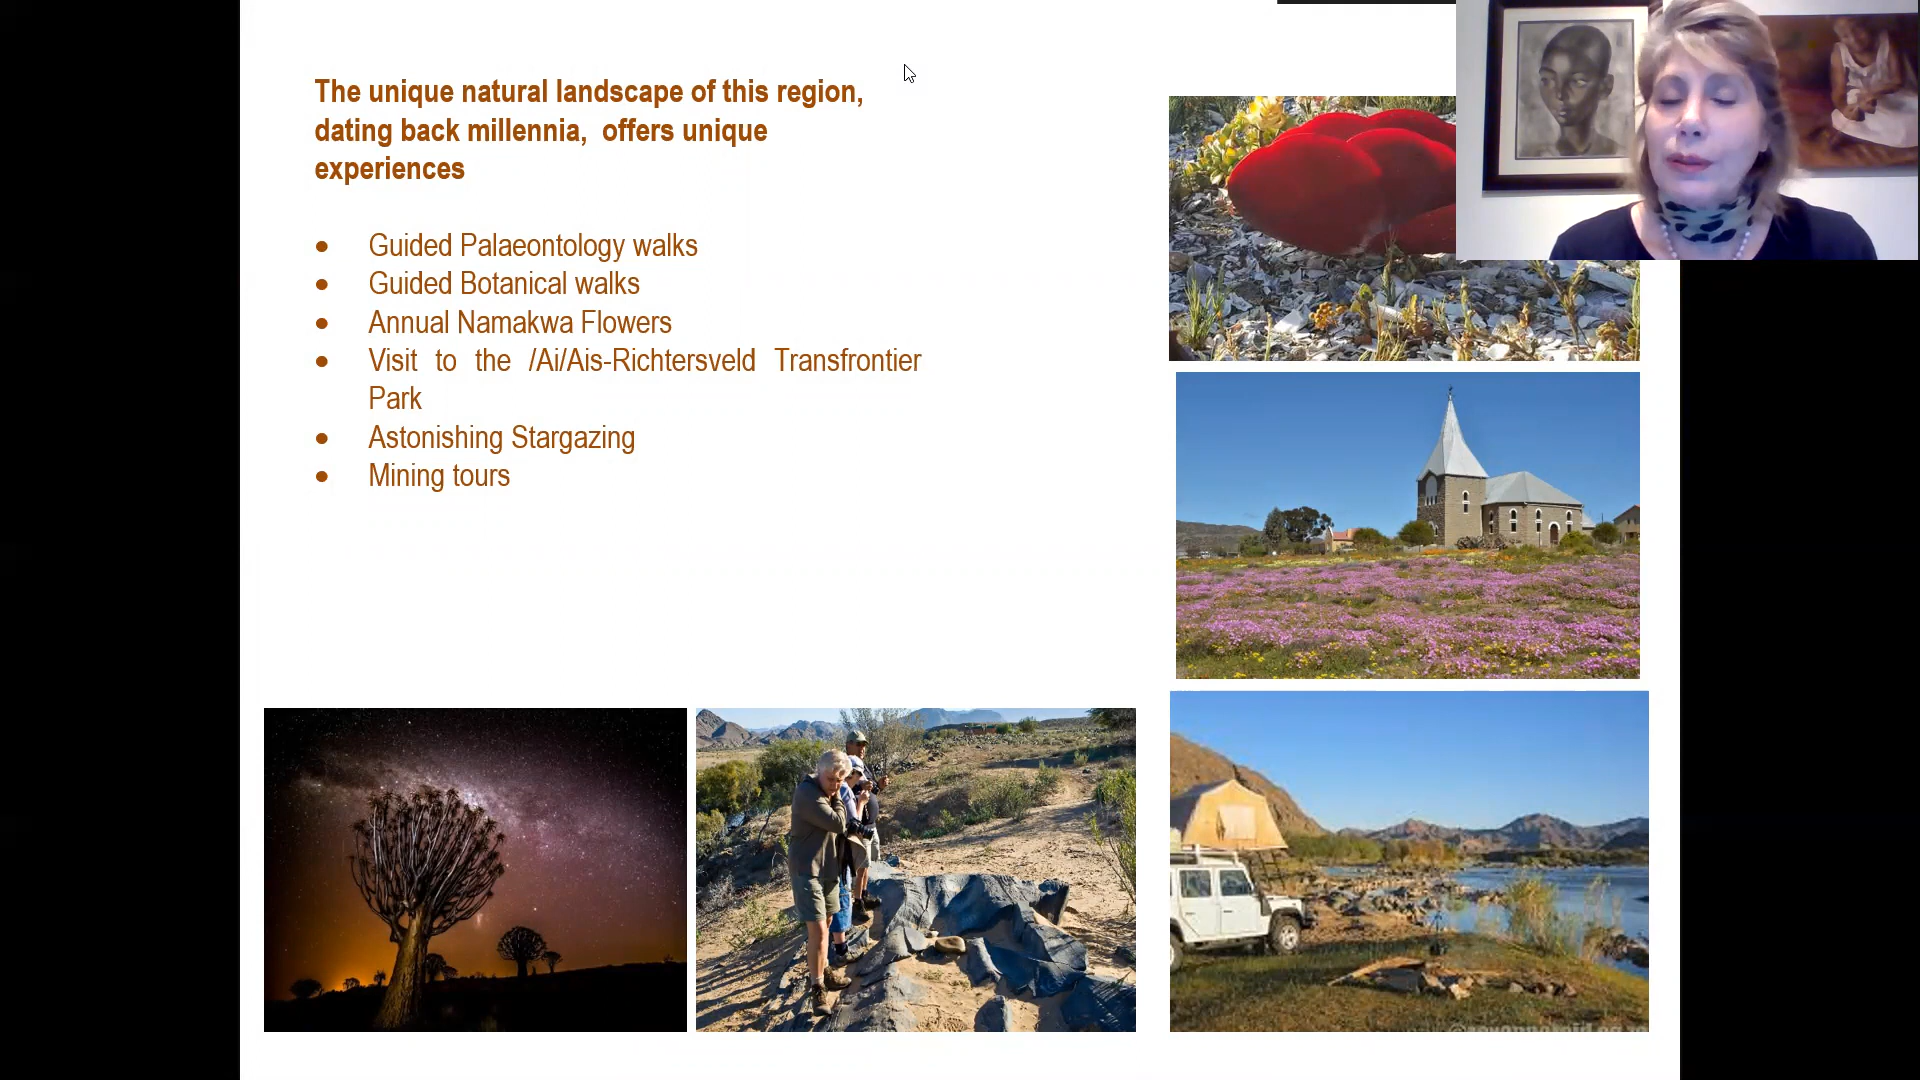 The unique natural landscape of this region,
dating back millennia, offers unique
experiences
• Guided Palaeontology walks
• Guided Botanical walks
• Annual Namakwa Flowers
• Visit to the /Ai/Ais-Richtersveld Transfrontier
Park
• Astonishing Stargazing
• Mining tours